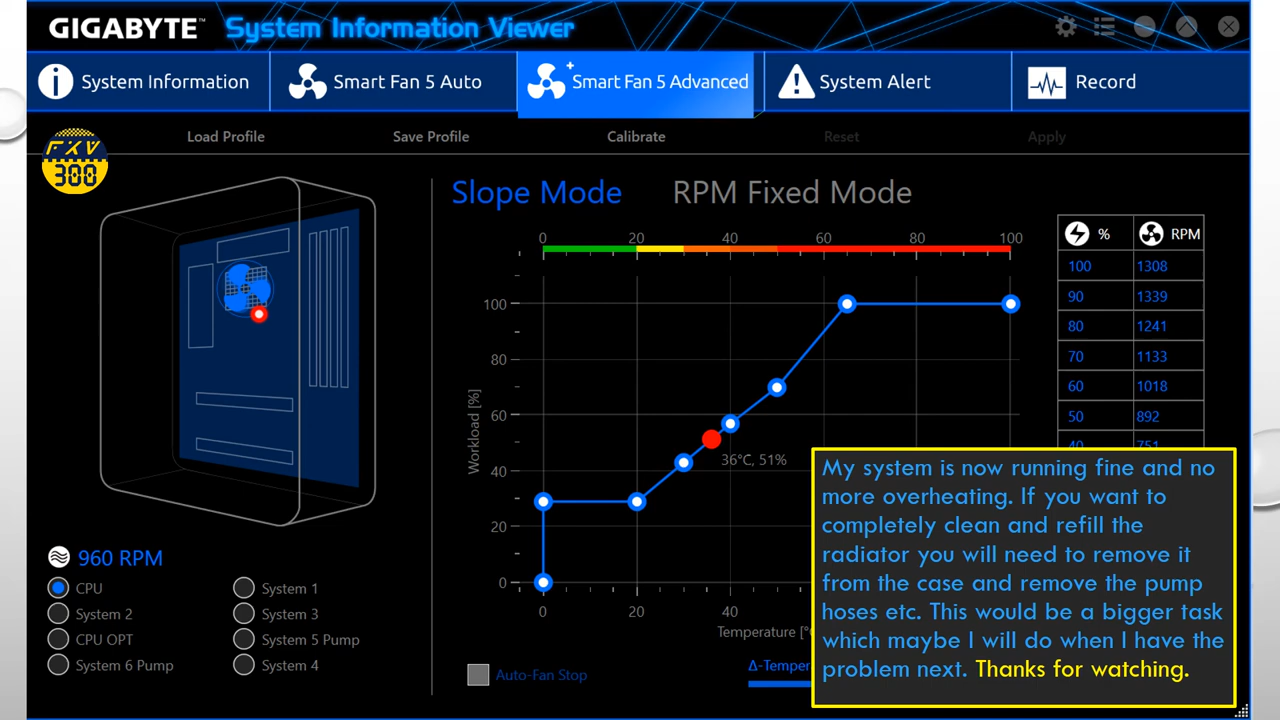 GIGABYTE™ System Information Viewer
System Information
Smart Fan 5 Auto
Smart Fan 5 Advanced
System Alert
Record
Load Profile
Save Profile
Calibrate
Reset
Apply
FXV
300
Slope Mode
RPM Fixed Mode
0 20 40 60 80 100
% RPM
100 1308
90 1339
80 1241
70 1133
60 1018
50 892
40 751
100
80
60
40
20
0
Workload [%]
36°C, 51%
0 20 40
Temperature [°
960 RPM
CPU
System 1
System 2
System 3
CPU OPT
System 5 Pump
System 6 Pump
System 4
Auto-Fan Stop
Δ-Temper
My system is now running fine and no
more overheating. If you want to
completely clean and refill the
radiator you will need to remove it
from the case and remove the pump
hoses etc. This would be a bigger task
which maybe I will do when I have the
problem next. Thanks for watching.